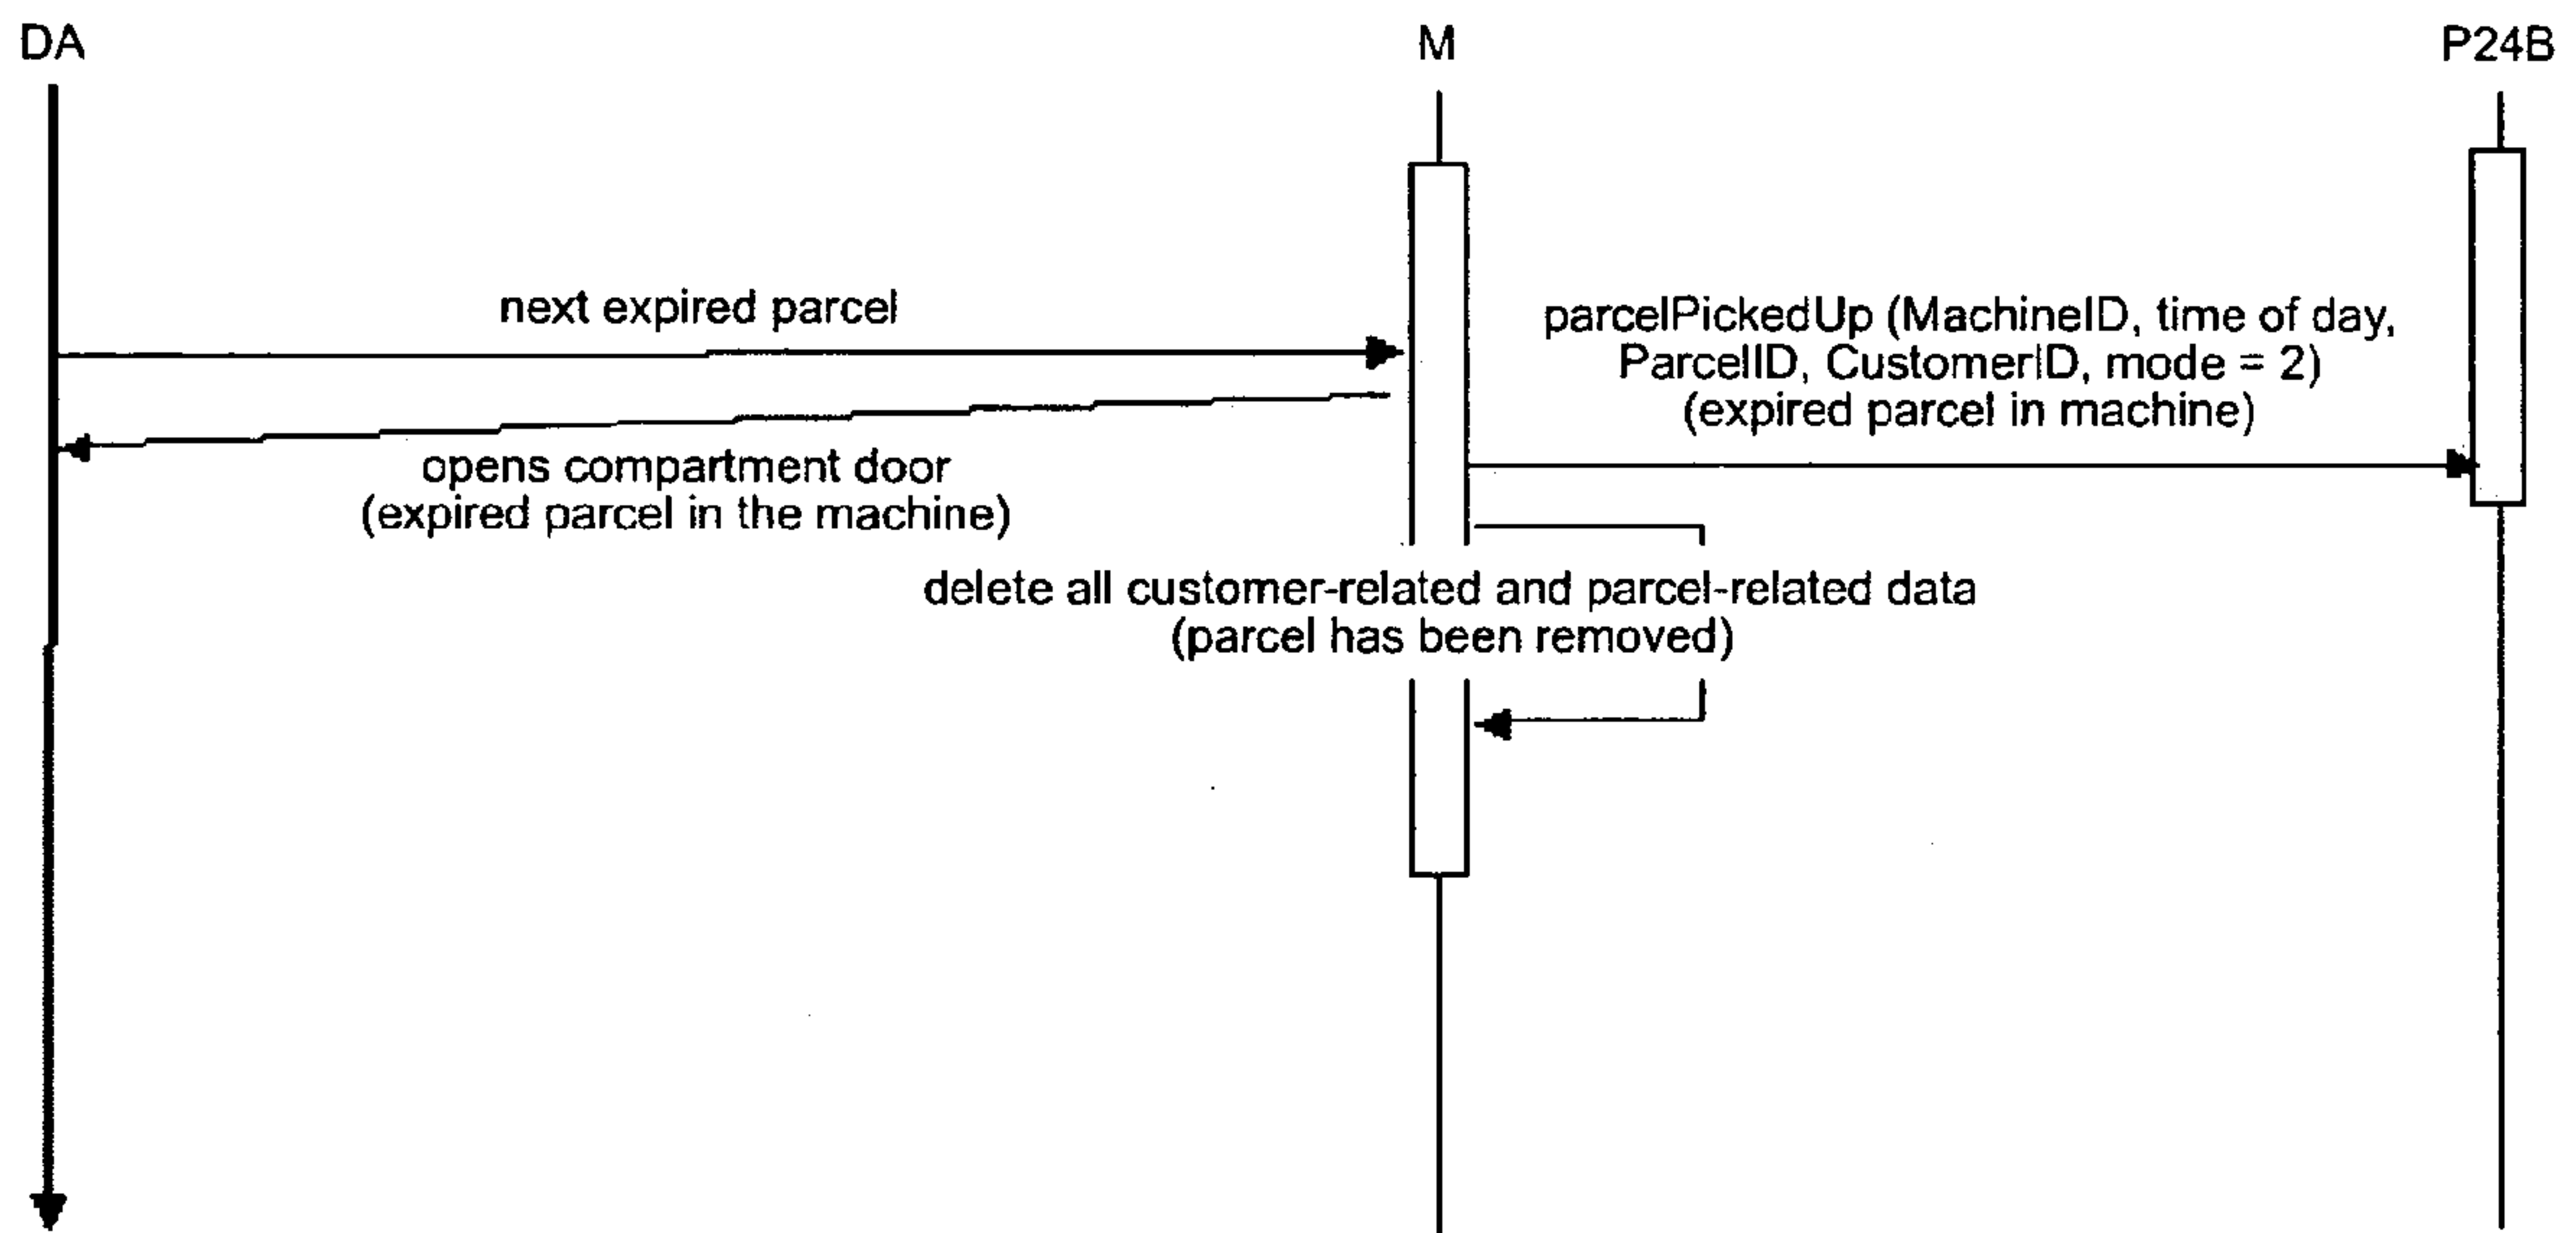 DA
M
P24B
next expired parcel
parcelPickedUp (MachineID, time of day,
ParcelID, CustomerID, mode = 2)
(expired parcel in machine)
opens compartment door
(expired parcel in the machine)
delete all customer-related and parcel-related data
(parcel has been removed)